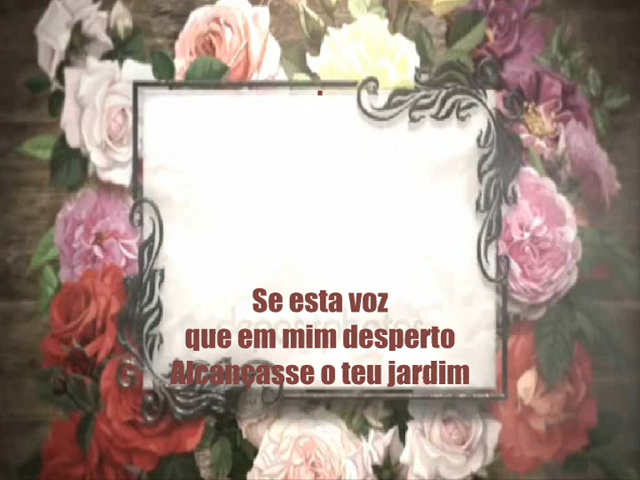 Se esta voz
que em mim desperto
Alcançasse o teu jardim